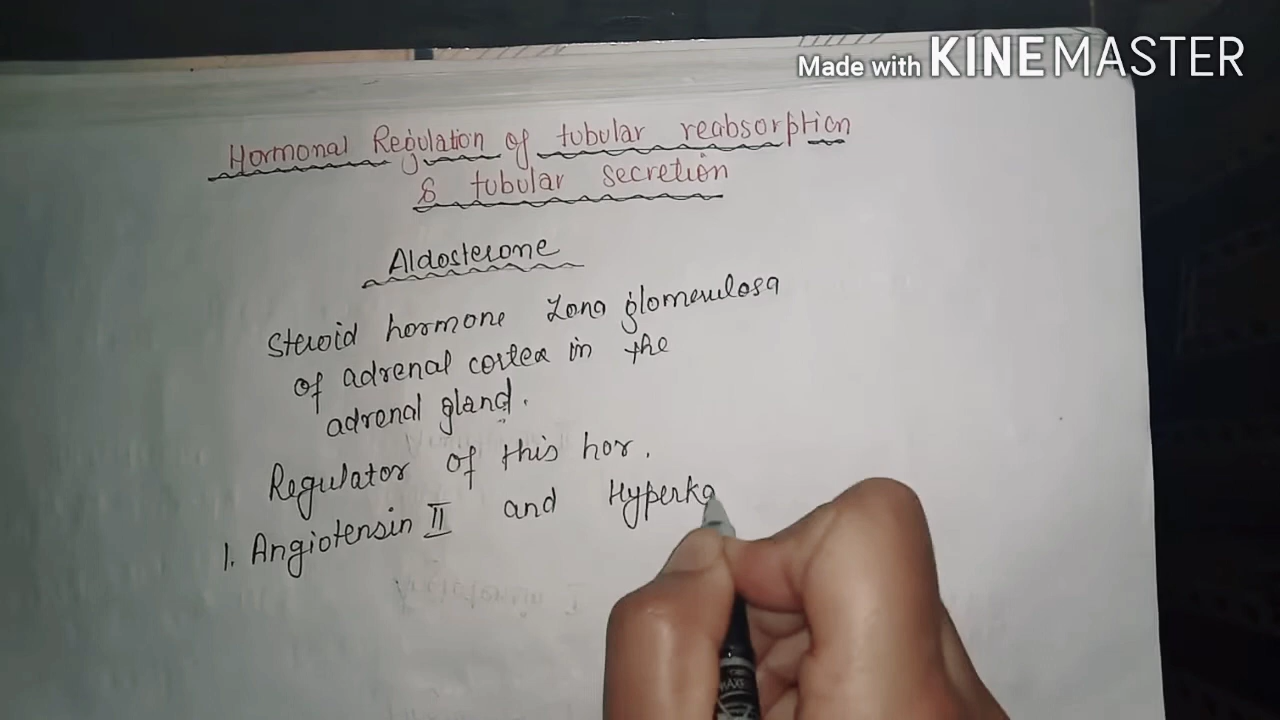 Made with KINEMASTER
Hormonal Regulation of tubular reabsorption
& tubular secretion
Aldosterone
Steroid hormone Zona glomerulosa
of adrenal cortex in the
adrenal gland.
Regulator of this hor.
1. Angiotensin II and Hyperka